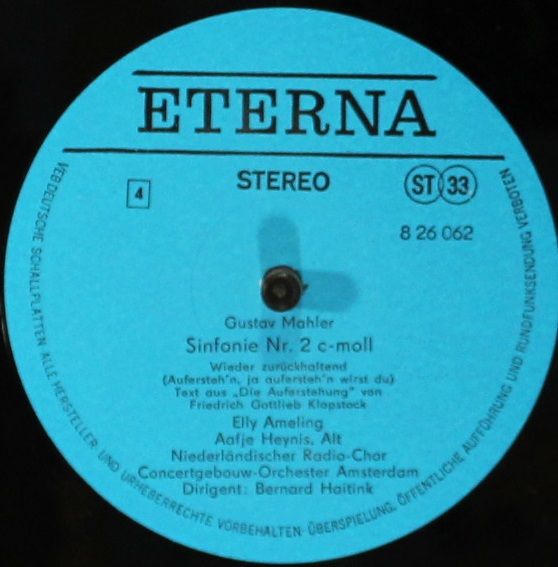 ETERNA
4
STEREO
ST 33
8 26 062
Gustav Mahler
Sinfonie Nr. 2 c-moll
Wieder zurückhaltend
(Aufersteh'n, ja aufersteh'n wirst du)
Text aus „Die Auferstehung" von
Friedrich Gottlieb Klopstock
Elly Ameling
Aafje Heynis, Alt
Niederländischer Radio-Chor
Concertgebouw-Orchester Amsterdam
Dirigent: Bernard Haitink
VEB DEUTSCHE SCHALLPLATTEN ALLE HERSTELLER- UND URHEBERRECHTE VORBEHALTEN · ÜBERSPIELUNG, ÖFFENTLICHE AUFFÜHRUNG UND RUNDFUNKSENDUNG VERBOTEN